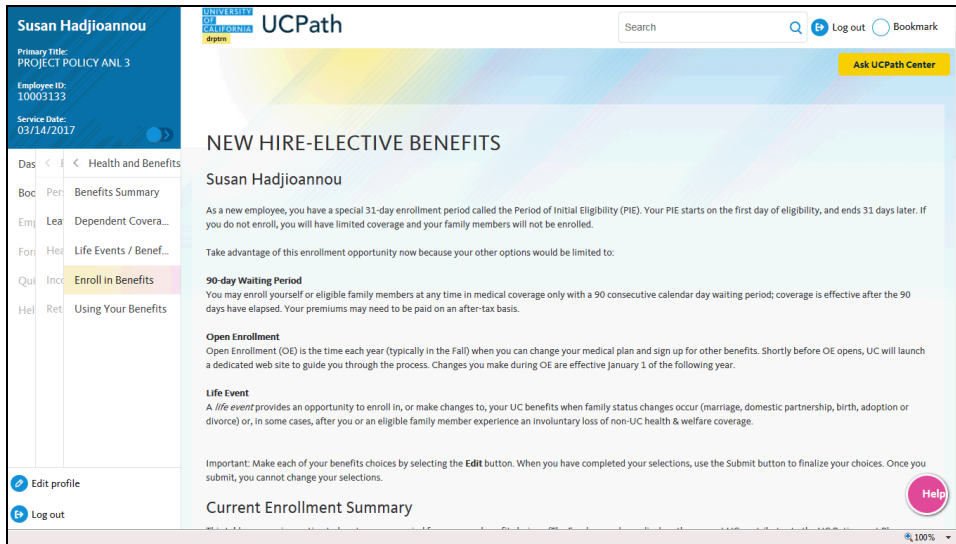 Susan Hadjioannou
Primary Title:
PROJECT POLICY ANL 3
Employee ID:
10003133
Service Date:
03/14/2017
UNIVERSITY
OF
CALIFORNIA
drptrn
UCPath
Search
Log out
Bookmark
Ask UCPath Center
Das
Boo
Em
For
Qui
Hel
Per
Lea
Hea
Inc
Ret
Health and Benefits
Benefits Summary
Dependent Covera...
Life Events / Benef...
Enroll in Benefits
Using Your Benefits
Edit profile
Log out
NEW HIRE-ELECTIVE BENEFITS
Susan Hadjioannou
As a new employee, you have a special 31-day enrollment period called the Period of Initial Eligibility (PIE). Your PIE starts on the first day of eligibility, and ends 31 days later. If
you do not enroll, you will have limited coverage and your family members will not be enrolled.
Take advantage of this enrollment opportunity now because your other options would be limited to:
90-day Waiting Period
You may enroll yourself or eligible family members at any time in medical coverage only with a 90 consecutive calendar day waiting period; coverage is effective after the 90
days have elapsed. Your premiums may need to be paid on an after-tax basis.
Open Enrollment
Open Enrollment (OE) is the time each year (typically in the Fall) when you can change your medical plan and sign up for other benefits. Shortly before OE opens, UC will launch
a dedicated web site to guide you through the process. Changes you make during OE are effective January 1 of the following year.
Life Event
A life event provides an opportunity to enroll in, or make changes to, your UC benefits when family status changes occur (marriage, domestic partnership, birth, adoption or
divorce) or, in some cases, after you or an eligible family member experience an involuntary loss of non-UC health & welfare coverage.
Important: Make each of your benefits choices by selecting the Edit button. When you have completed your selections, use the Submit button to finalize your choices. Once you
submit, you cannot change your selections.
Help
Current Enrollment Summary
100%